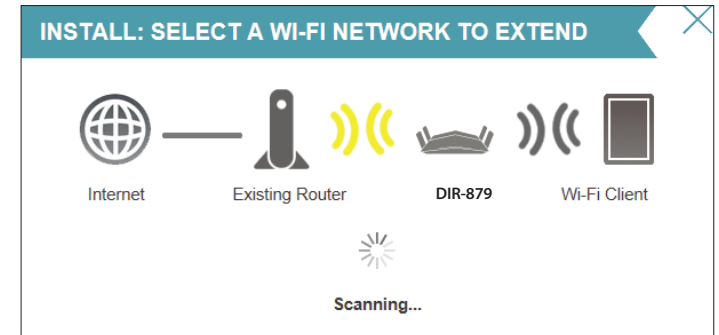 INSTALL: SELECT A WI-FI NETWORK TO EXTEND
Internet Existing Router DIR-879 Wi-Fi Client
Scanning...